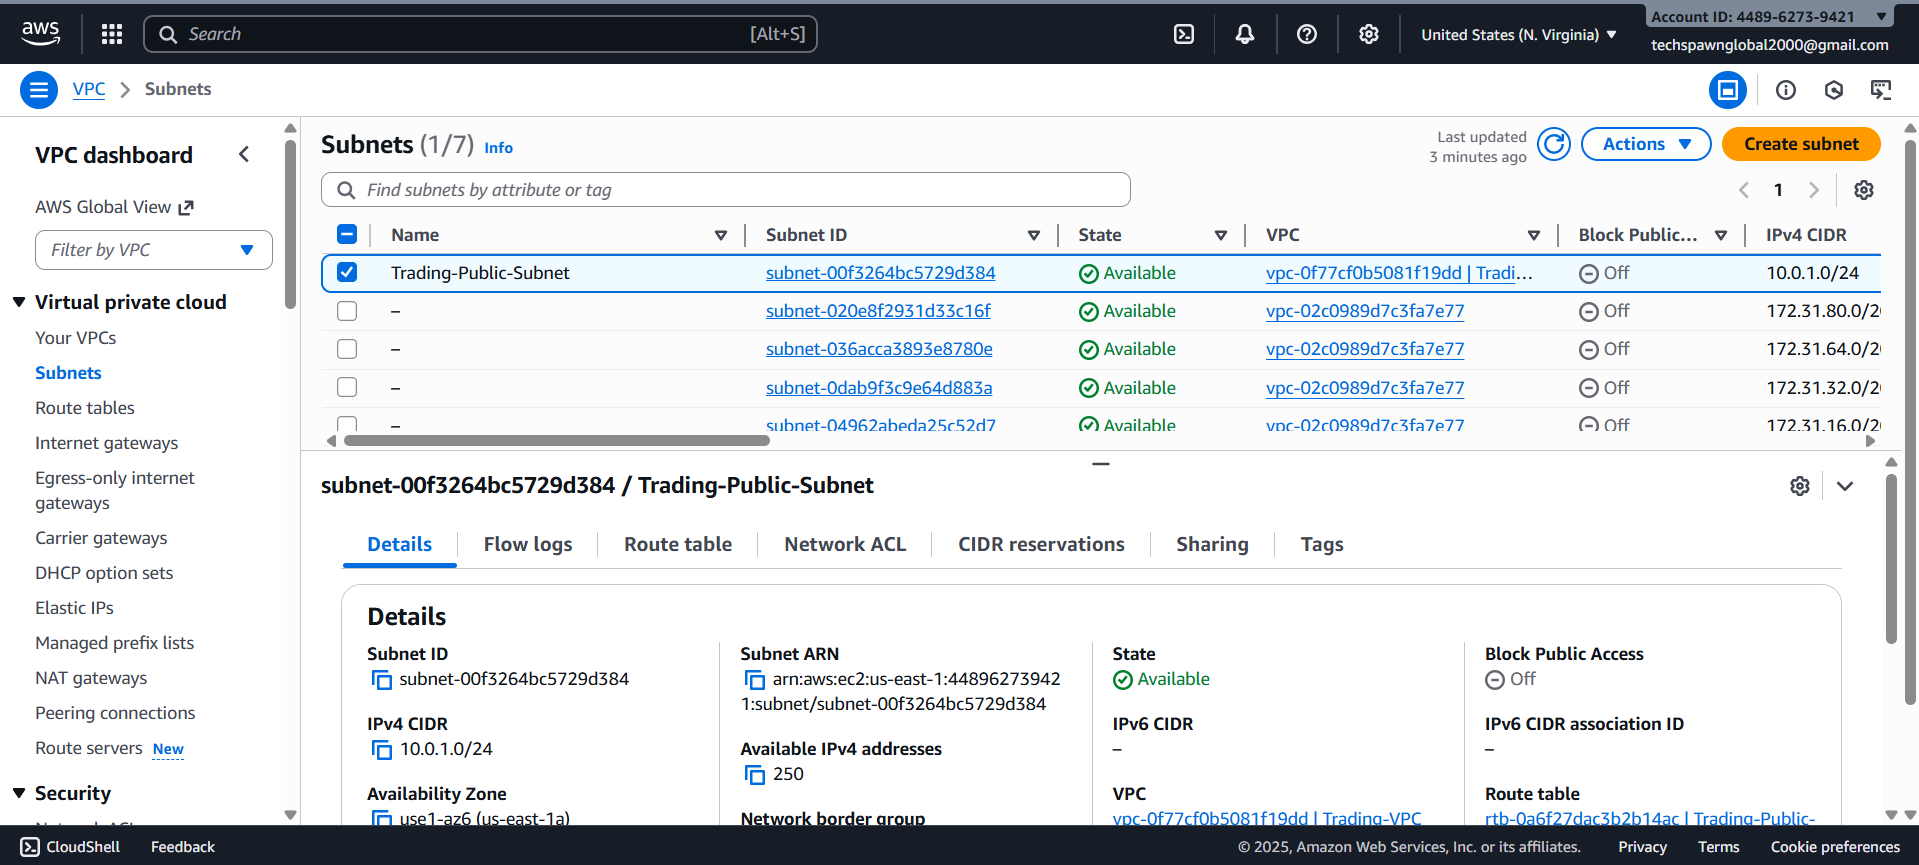 aws
Search [Alt+S]
United States (N. Virginia) ▼
Account ID: 4489-6273-9421 ▼
techspawnglobal2000@gmail.com
VPC > Subnets
VPC dashboard
AWS Global View
Filter by VPC
Virtual private cloud
Your VPCs
Subnets
Route tables
Internet gateways
Egress-only internet
gateways
Carrier gateways
DHCP option sets
Elastic IPs
Managed prefix lists
NAT gateways
Peering connections
Route servers New
Security
Subnets (1/7) Info
Last updated
3 minutes ago
Actions ▼
Create subnet
Find subnets by attribute or tag
1
Name Subnet ID State VPC Block Public... IPv4 CIDR
Trading-Public-Subnet subnet-00f3264bc5729d384 Available vpc-0f77cf0b5081f19dd | Tradi... Off 10.0.1.0/24
– subnet-020e8f2931d33c16f Available vpc-02c0989d7c3fa7e77 Off 172.31.80.0/20
– subnet-036acca3893e8780e Available vpc-02c0989d7c3fa7e77 Off 172.31.64.0/20
– subnet-0dab9f3c9e64d883a Available vpc-02c0989d7c3fa7e77 Off 172.31.32.0/20
– subnet-04962abeda25c52d7 Available vpc-02c0989d7c3fa7e77 Off 172.31.16.0/20
subnet-00f3264bc5729d384 / Trading-Public-Subnet
Details Flow logs Route table Network ACL CIDR reservations Sharing Tags
Details
Subnet ID
subnet-00f3264bc5729d384
IPv4 CIDR
10.0.1.0/24
Availability Zone
use1-az6 (us-east-1a)
Subnet ARN
arn:aws:ec2:us-east-1:44896273942
1:subnet/subnet-00f3264bc5729d384
Available IPv4 addresses
250
Network border group
State
Available
IPv6 CIDR
–
VPC
vpc-0f77cf0b5081f19dd | Trading-VPC
Block Public Access
Off
IPv6 CIDR association ID
–
Route table
rtb-0a6f27dac3b2b14ac | Trading-Public-
CloudShell Feedback © 2025, Amazon Web Services, Inc. or its affiliates. Privacy Terms Cookie preferences